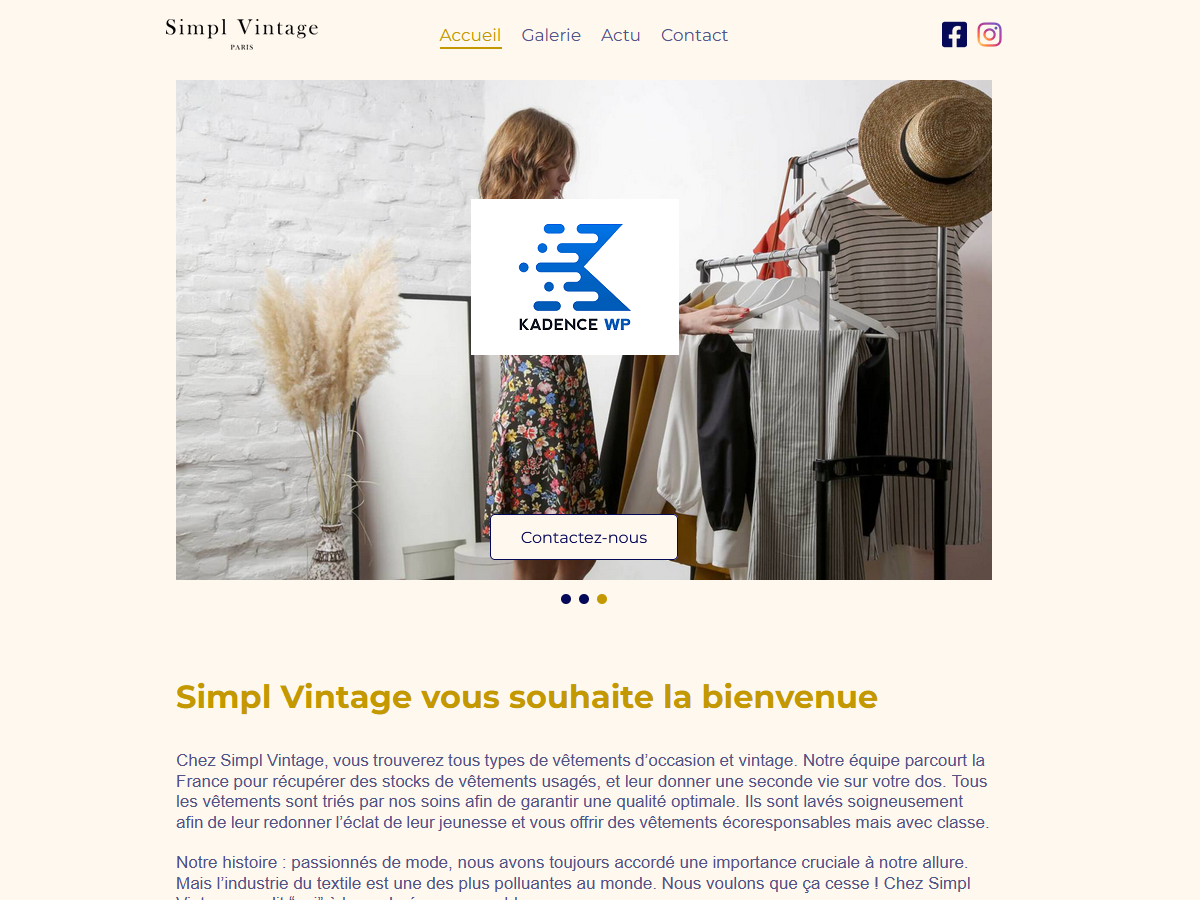 Simpl Vintage
PARIS
Accueil Galerie Actu Contact
KADENCE WP
Contactez-nous
Simpl Vintage vous souhaite la bienvenue
Chez Simpl Vintage, vous trouverez tous types de vêtements d’occasion et vintage. Notre équipe parcourt la
France pour récupérer des stocks de vêtements usagés, et leur donner une seconde vie sur votre dos. Tous
les vêtements sont triés par nos soins afin de garantir une qualité optimale. Ils sont lavés soigneusement
afin de leur redonner l’éclat de leur jeunesse et vous offrir des vêtements écoresponsables mais avec classe.
Notre histoire : passionnés de mode, nous avons toujours accordé une importance cruciale à notre allure.
Mais l’industrie du textile est une des plus polluantes au monde. Nous voulons que ça cesse ! Chez Simpl